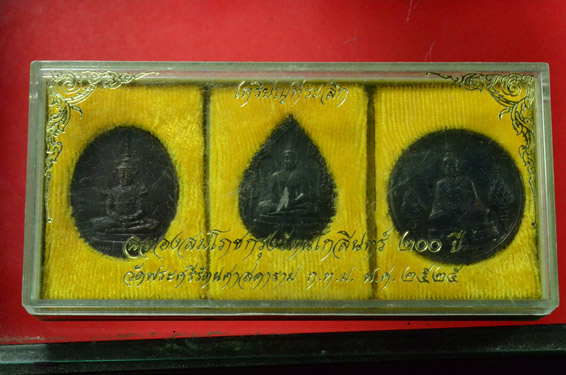 เหรียญที่ระลึก
ฉลองสมโภชกรุงรัตนโกสินทร์ ๒๐๐ ปี
วัดพระศรีรัตนศาสดาราม ก.ท.ม. พ.ศ. ๒๕๒๕